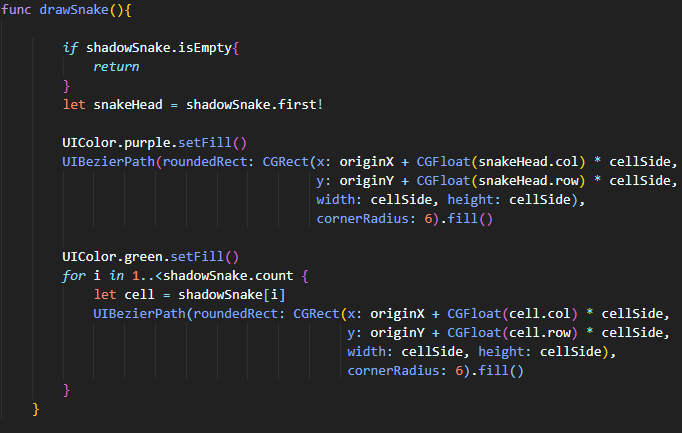 func drawSnake(){
if shadowSnake.isEmpty{
return
}
let snakeHead = shadowSnake.first!
UIColor.purple.setFill()
UIBezierPath(roundedRect: CGRect(x: originX + CGFloat(snakeHead.col) * cellSide,
y: originY + CGFloat(snakeHead.row) * cellSide,
width: cellSide, height: cellSide),
cornerRadius: 6).fill()
UIColor.green.setFill()
for i in 1..<shadowSnake.count {
let cell = shadowSnake[i]
UIBezierPath(roundedRect: CGRect(x: originX + CGFloat(cell.col) * cellSide,
y: originY + CGFloat(cell.row) * cellSide,
width: cellSide, height: cellSide),
cornerRadius: 6).fill()
}
}